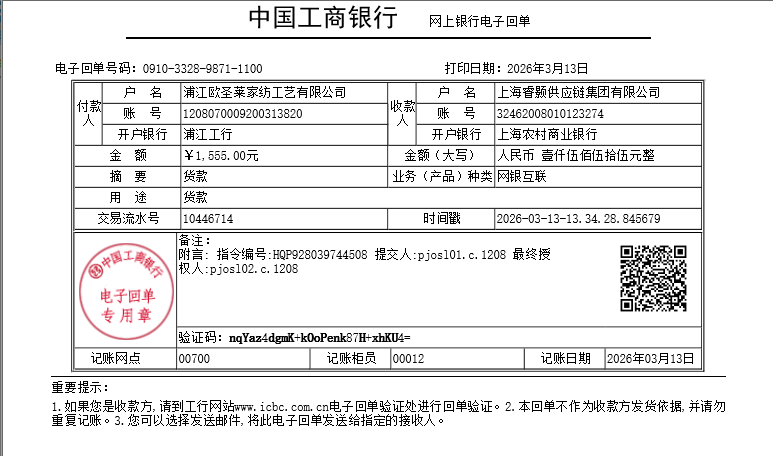 中国工商银行 网上银行电子回单
电子回单号码：0910-3328-9871-1100 打印日期：2026年3月13日
付款人 户 名 浦江欧圣莱家纺工艺有限公司 收款人 户 名 上海睿颢供应链集团有限公司
账 号 1208070009200313820 账 号 32462008010123274
开户银行 浦江工行 开户银行 上海农村商业银行
金 额 ￥1,555.00元 金额（大写） 人民币 壹仟伍佰伍拾伍元整
摘 要 货款 业务（产品）种类 网银互联
用 途 货款
交易流水号 10446714 时间戳 2026-03-13-13.34.28.845679
备注：
附言: 指令编号:HQP928039744508 提交人:pjosl01.c.1208 最终授
权人:pjosl02.c.1208
中国工商银行
电子回单
专用章
验证码：nqYaz4dgmK+kOoPenk87H+xhKU4=
记账网点 00700 记账柜员 00012 记账日期 2026年03月13日
重要提示：
1.如果您是收款方,请到工行网站www.icbc.com.cn电子回单验证处进行回单验证。2.本回单不作为收款方发货依据,并请勿
重复记账。3.您可以选择发送邮件,将此电子回单发送给指定的接收人。